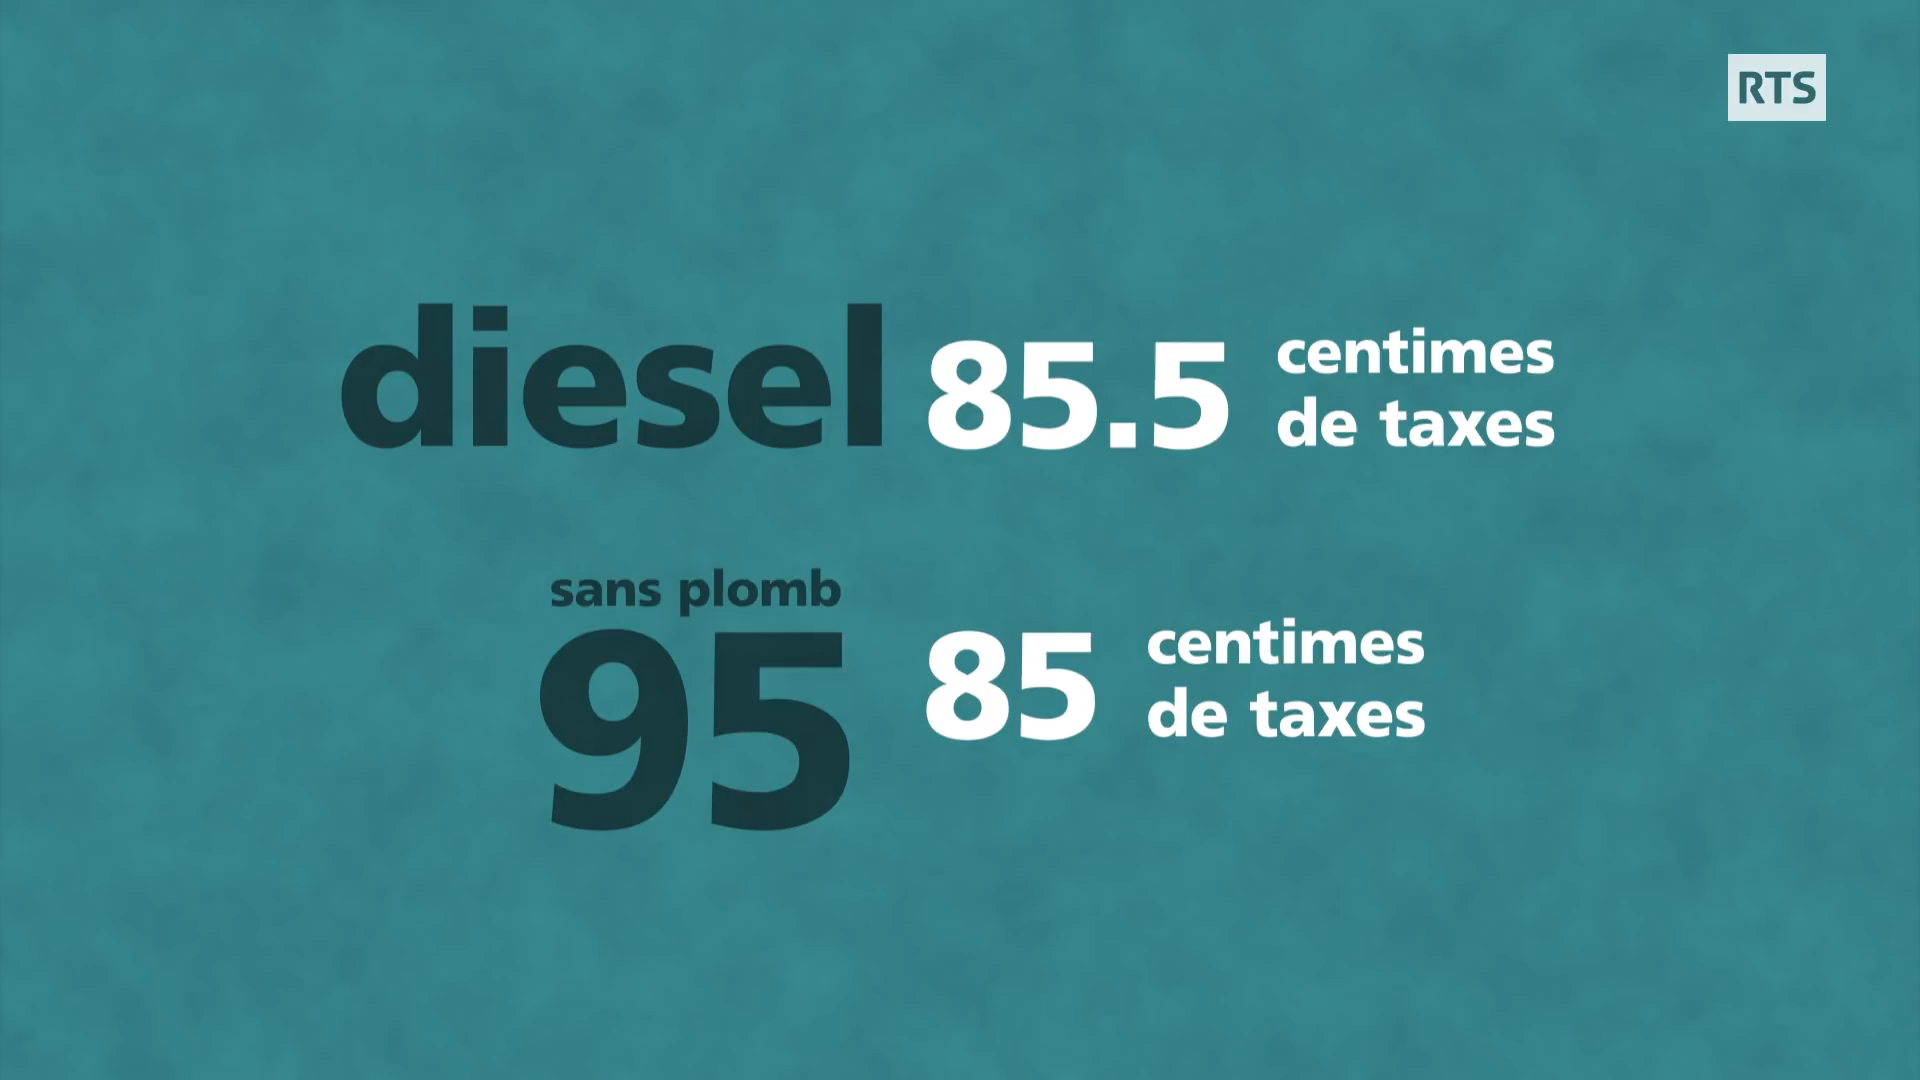 RTS
diesel 85.5 centimes
de taxes
sans plomb
95 85 centimes
de taxes